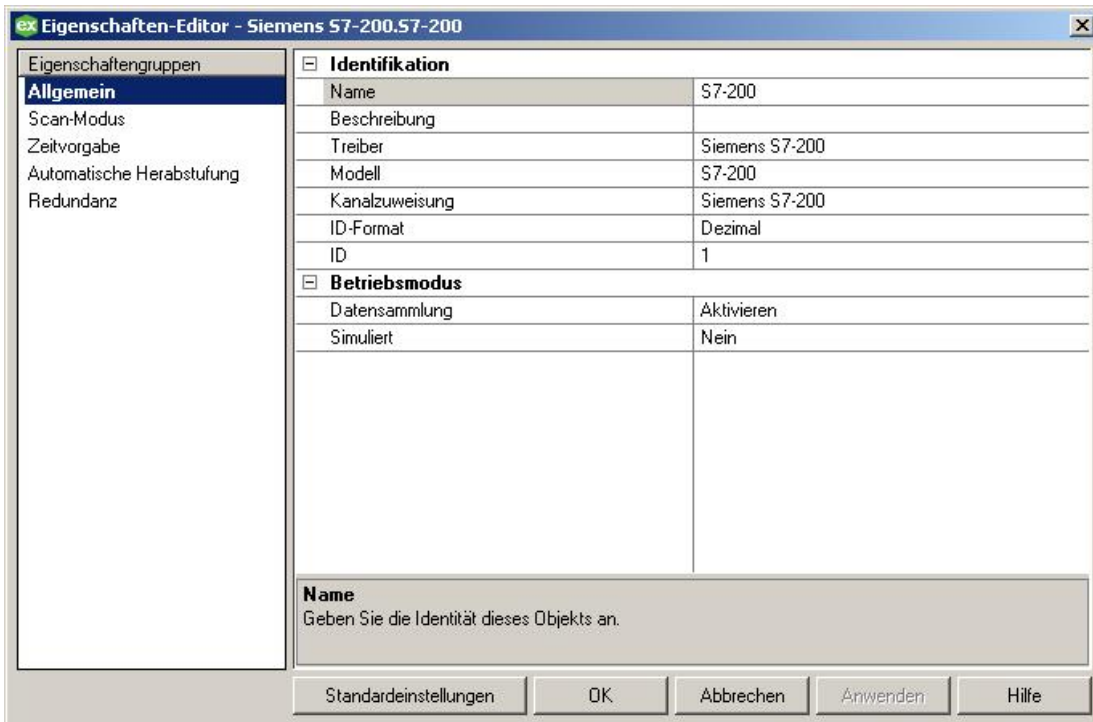 ex Eigenschaften-Editor - Siemens S7-200.S7-200
Eigenschaftengruppen
Allgemein
Scan-Modus
Zeitvorgabe
Automatische Herabstufung
Redundanz
Identifikation
Name S7-200
Beschreibung
Treiber Siemens S7-200
Modell S7-200
Kanalzuweisung Siemens S7-200
ID-Format Dezimal
ID 1
Betriebsmodus
Datensammlung Aktivieren
Simuliert Nein
Name
Geben Sie die Identität dieses Objekts an.
Standardeinstellungen OK Abbrechen Anwenden Hilfe